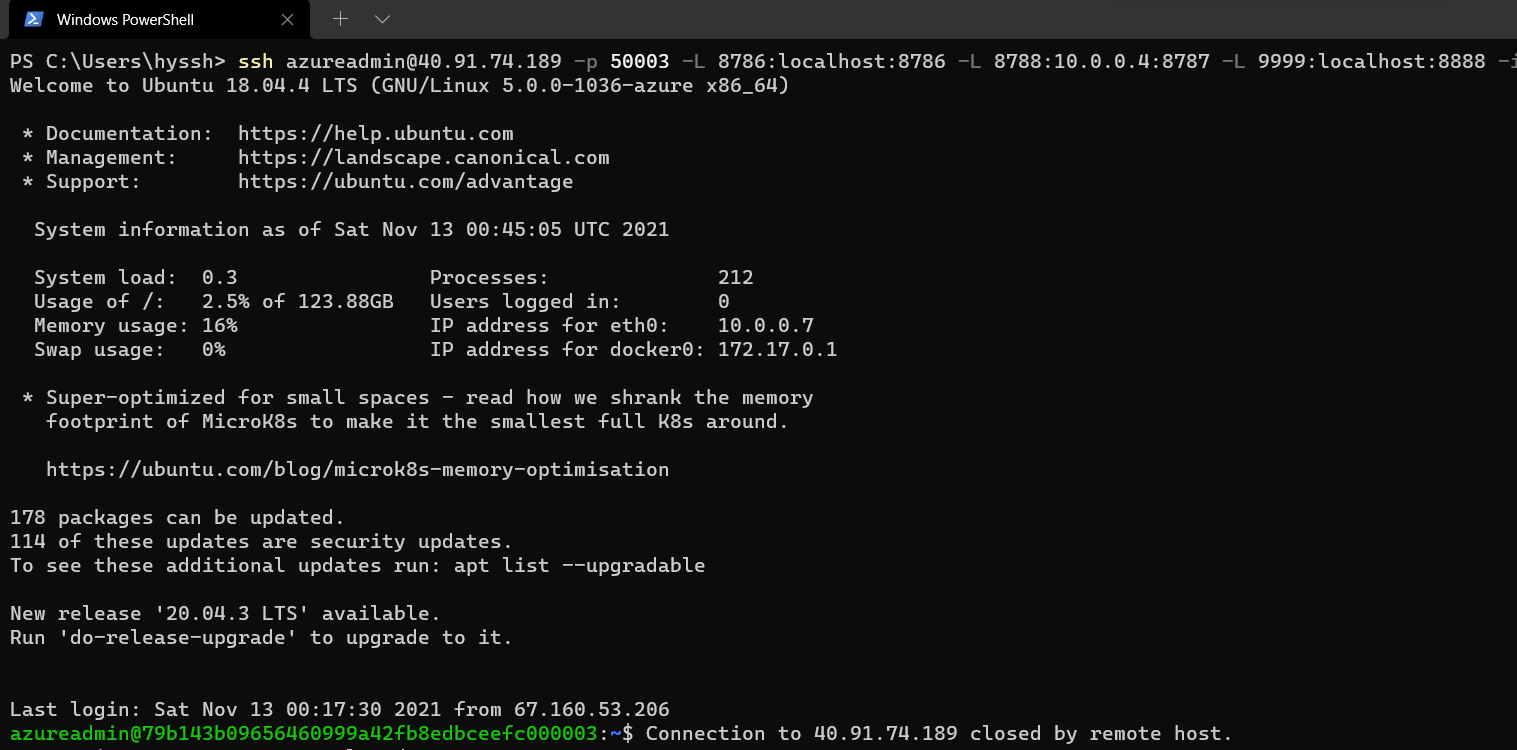 Windows PowerShell
PS C:\Users\hyssh> ssh azureadmin@40.91.74.189 -p 50003 -L 8786:localhost:8786 -L 8788:10.0.0.4:8787 -L 9999:localhost:8888 -i
Welcome to Ubuntu 18.04.4 LTS (GNU/Linux 5.0.0-1036-azure x86_64)
* Documentation: https://help.ubuntu.com
* Management: https://landscape.canonical.com
* Support: https://ubuntu.com/advantage
System information as of Sat Nov 13 00:45:05 UTC 2021
System load: 0.3 Processes: 212
Usage of /: 2.5% of 123.88GB Users logged in: 0
Memory usage: 16% IP address for eth0: 10.0.0.7
Swap usage: 0% IP address for docker0: 172.17.0.1
* Super-optimized for small spaces - read how we shrank the memory
footprint of MicroK8s to make it the smallest full K8s around.
https://ubuntu.com/blog/microk8s-memory-optimisation
178 packages can be updated.
114 of these updates are security updates.
To see these additional updates run: apt list --upgradable
New release '20.04.3 LTS' available.
Run 'do-release-upgrade' to upgrade to it.
Last login: Sat Nov 13 00:17:30 2021 from 67.160.53.206
azureadmin@79b143b09656460999a42fb8edbceefc000003:~$ Connection to 40.91.74.189 closed by remote host.